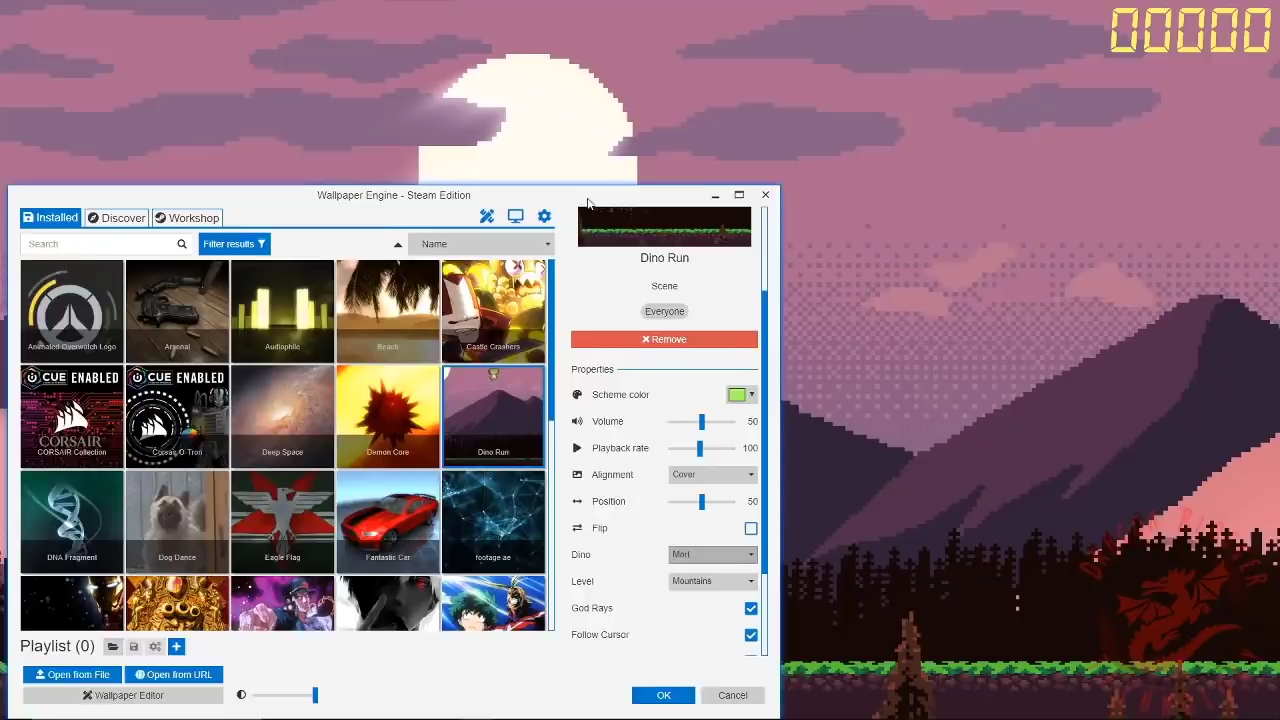 00000
Wallpaper Engine - Steam Edition
Installed
Discover
Workshop
Search
Filter results
Name
Animated Overwatch Logo
Arsenal
Audiophile
Beach
Castle Crashers
CUE ENABLED
CORSAIR
CORSAIR Collection
CUE ENABLED
Corsair O Tron
Deep Space
Demon Core
Dino Run
DNA Fragment
Dog Dance
Eagle Flag
Fantastic Car
footage ae
Playlist (0)
Open from File
Open from URL
Wallpaper Editor
Dino Run
Scene
Everyone
Remove
Properties
Scheme color
Volume 50
Playback rate 100
Alignment Cover
Position 50
Flip
Dino Mort
Level Mountains
God Rays
Follow Cursor
OK
Cancel